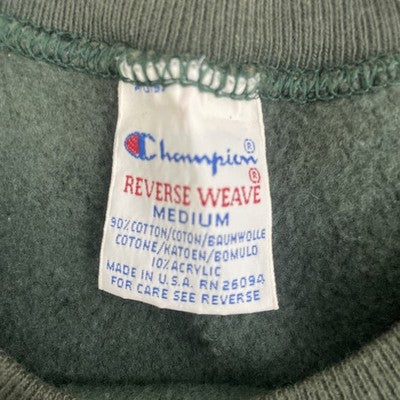 Champion®
REVERSE WEAVE®
MEDIUM
90% COTTON/COTON/BAUMWOLLE
COTONE/KATOEN/BOMULD
10% ACRYLIC
MADE IN U.S.A. RN 26094
FOR CARE SEE REVERSE